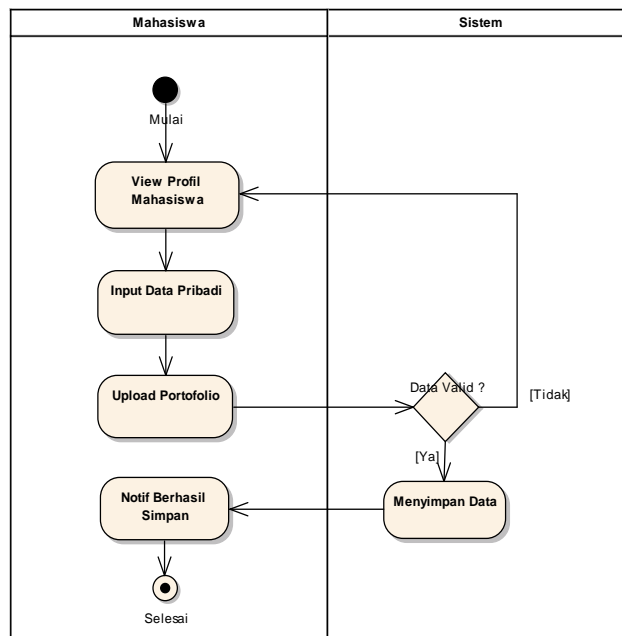 Mahasiswa
Sistem
Mulai
View Profil
Mahasiswa
Input Data Pribadi
Upload Portofolio
Data Valid ?
[Tidak]
[Ya]
Notif Berhasil
Simpan
Menyimpan Data
Selesai